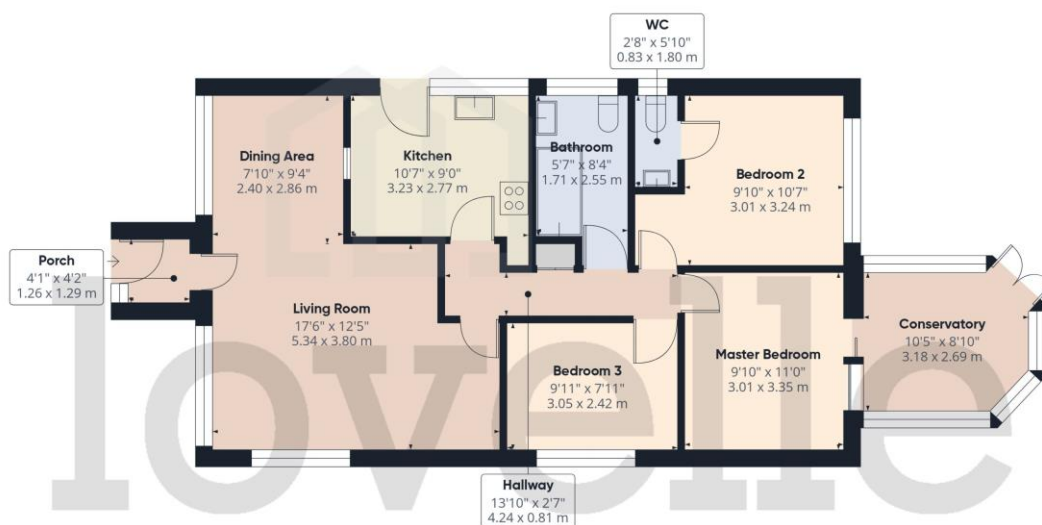 WC
2'8" x 5'10"
0.83 x 1.80 m
Dining Area
7'10" x 9'4"
2.40 x 2.86 m
Kitchen
10'7" x 9'0"
3.23 x 2.77 m
Bathroom
5'7" x 8'4"
1.71 x 2.55 m
Bedroom 2
9'10" x 10'7"
3.01 x 3.24 m
Porch
4'1" x 4'2"
1.26 x 1.29 m
Living Room
17'6" x 12'5"
5.34 x 3.80 m
Bedroom 3
9'11" x 7'11"
3.05 x 2.42 m
Master Bedroom
9'10" x 11'0"
3.01 x 3.35 m
Conservatory
10'5" x 8'10"
3.18 x 2.69 m
lovelle
Hallway
13'10" x 2'7"
4.24 x 0.81 m